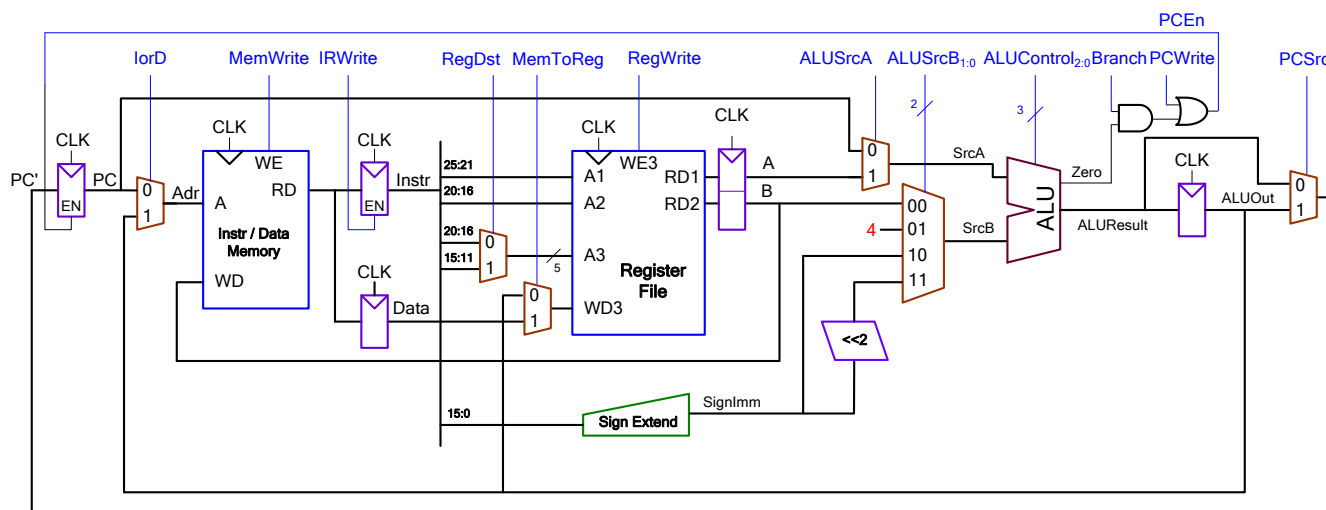 PCEn
IorD MemWrite IRWrite RegDst MemToReg RegWrite ALUSrcA ALUSrcB1:0 ALUControl2:0 Branch PCWrite PCSrc
2
3
CLK CLK CLK CLK CLK CLK
PC' PC EN
0
1
Adr
A WE RD
Instr / Data
Memory
WD
EN
Instr
CLK
Data
25:21
20:16
20:16
15:11
15:0
0
1
5
0
1
A1
A2
A3
WD3
WE3
RD1
RD2
Register
File
A
B
0
1
SrcA
00
01
10
11
4
SrcB
<<2
SignImm
Sign Extend
ALU
Zero
ALUResult
ALUOut
0
1